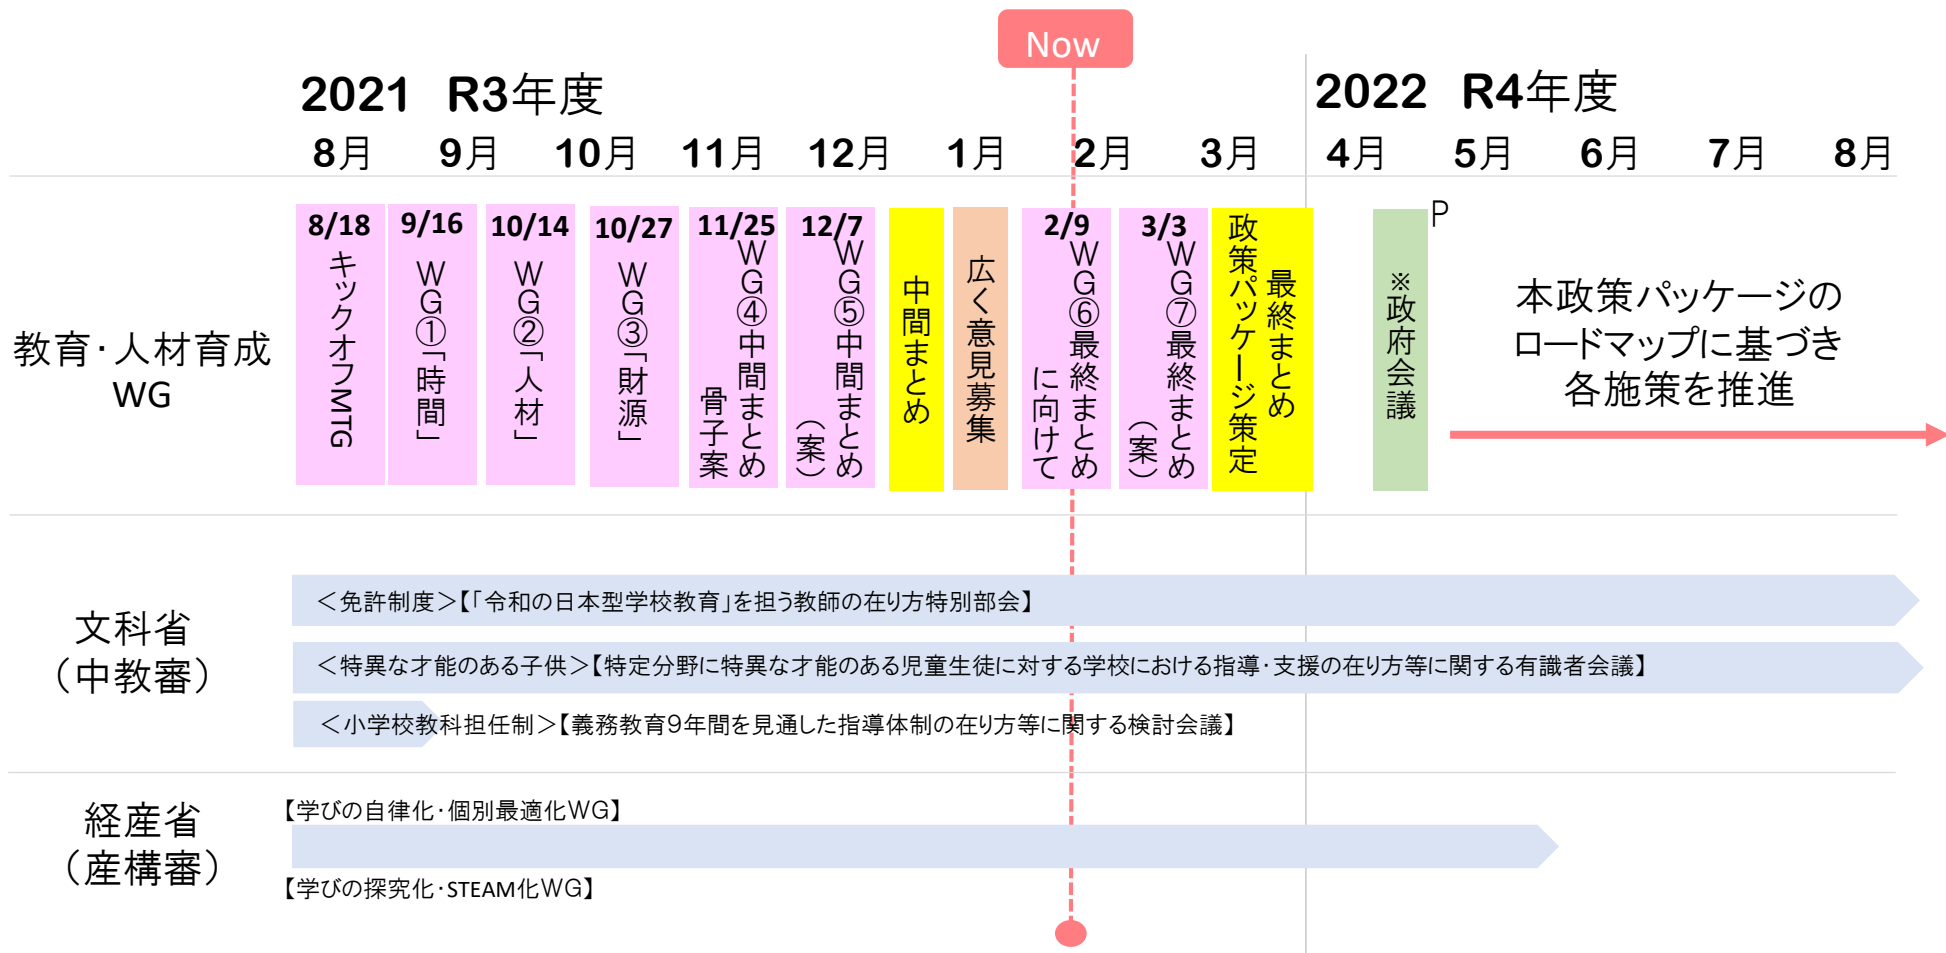 Now
2021 R3年度
2022 R4年度
8月 9月 10月 11月 12月 1月 2月 3月 4月 5月 6月 7月 8月
教育・人材育成
WG
8/18
キックオフMTG
9/16
WG①「時間」
10/14
WG②「人材」
10/27
WG③「財源」
11/25
WG④中間まとめ
骨子案
12/7
WG⑤中間まとめ
（案）
中間まとめ
広く意見募集
2/9
WG⑥最終まとめ
に向けて
3/3
WG⑦最終まとめ
（案）
最終まとめ
政策パッケージ策定
※政府会議
P
本政策パッケージの
ロードマップに基づき
各施策を推進
文科省
（中教審）
＜免許制度＞【「令和の日本型学校教育」を担う教師の在り方特別部会】
＜特異な才能のある子供＞【特定分野に特異な才能のある児童生徒に対する学校における指導・支援の在り方等に関する有識者会議】
＜小学校教科担任制＞【義務教育９年間を見通した指導体制の在り方等に関する検討会議】
経産省
（産構審）
【学びの自律化・個別最適化WG】
【学びの探究化・STEAM化WG】